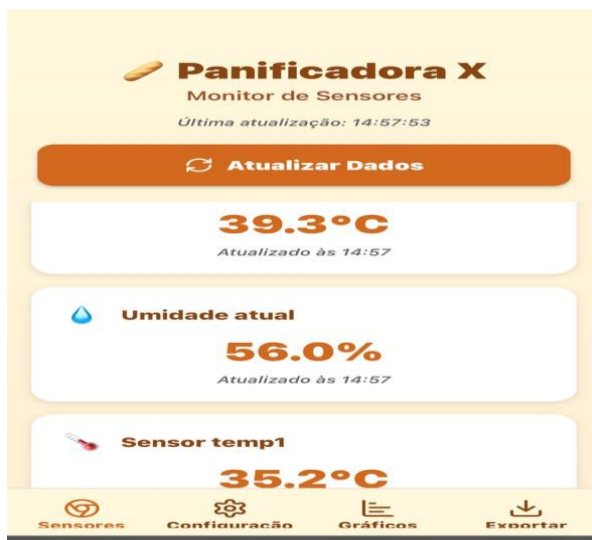 Panificadora X
Monitor de Sensores
Última atualização: 14:57:53
Atualizar Dados
39.3°C
Atualizado às 14:57
Umidade atual
56.0%
Atualizado às 14:57
Sensor temp1
35.2°C
Sensores Configuração Gráficos Exportar